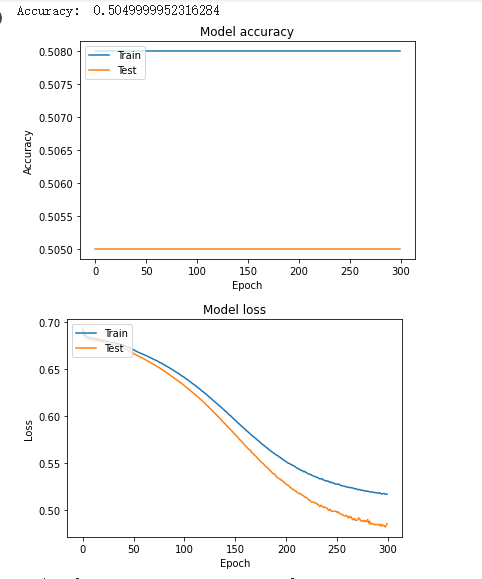 Accuracy: 0.5049999952316284
Model accuracy
0.5080
0.5075
0.5070
0.5065
0.5060
0.5055
0.5050
Accuracy
Train
Test
0 50 100 150 200 250 300
Epoch
Model loss
0.70
0.65
0.60
0.55
0.50
Loss
Train
Test
0 50 100 150 200 250 300
Epoch